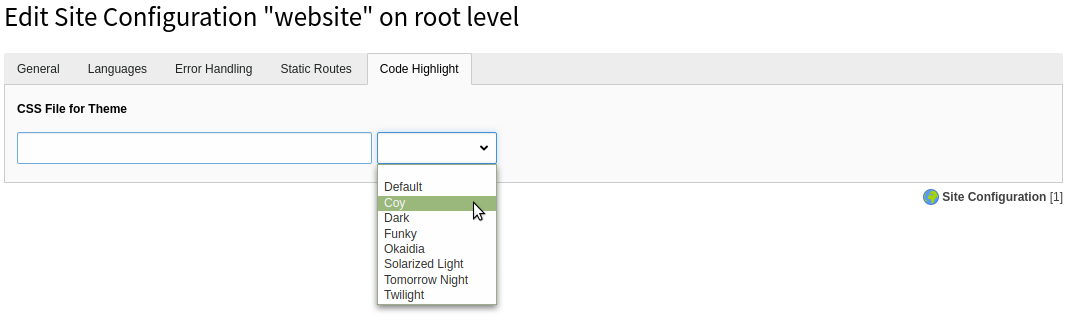 Edit Site Configuration "website" on root level
General Languages Error Handling Static Routes Code Highlight
CSS File for Theme
Default
Coy
Dark
Funky
Okaidia
Solarized Light
Tomorrow Night
Twilight
Site Configuration [1]